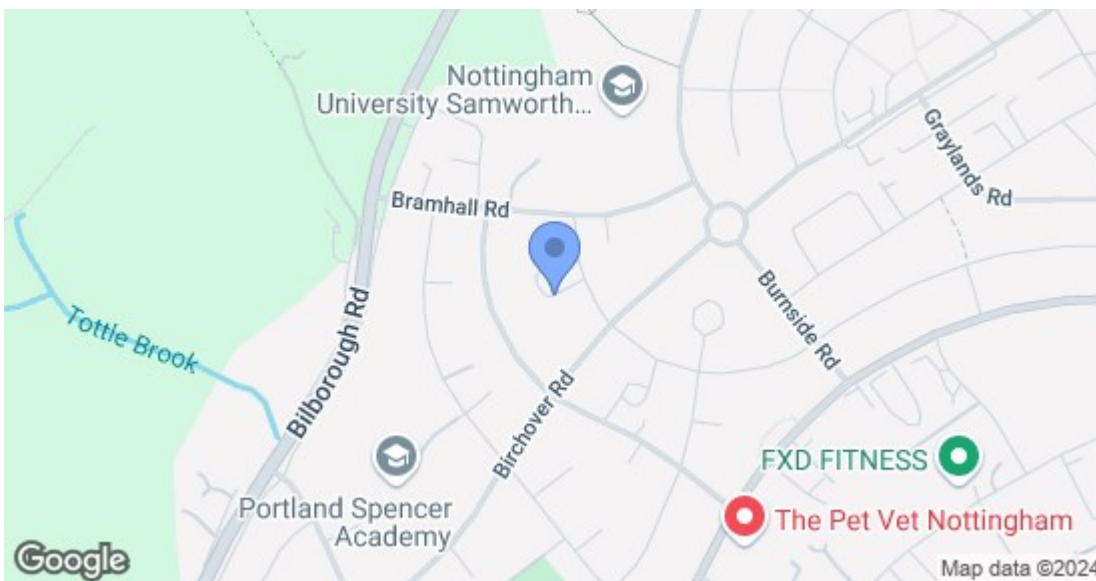 Nottingham
University Samworth...
Graylands Rd
Bramhall Rd
Burnside Rd
Tottle Brook
Bilborough Rd
Birchover Rd
FXD FITNESS
Portland Spencer
Academy
The Pet Vet Nottingham
Google
Map data ©2024